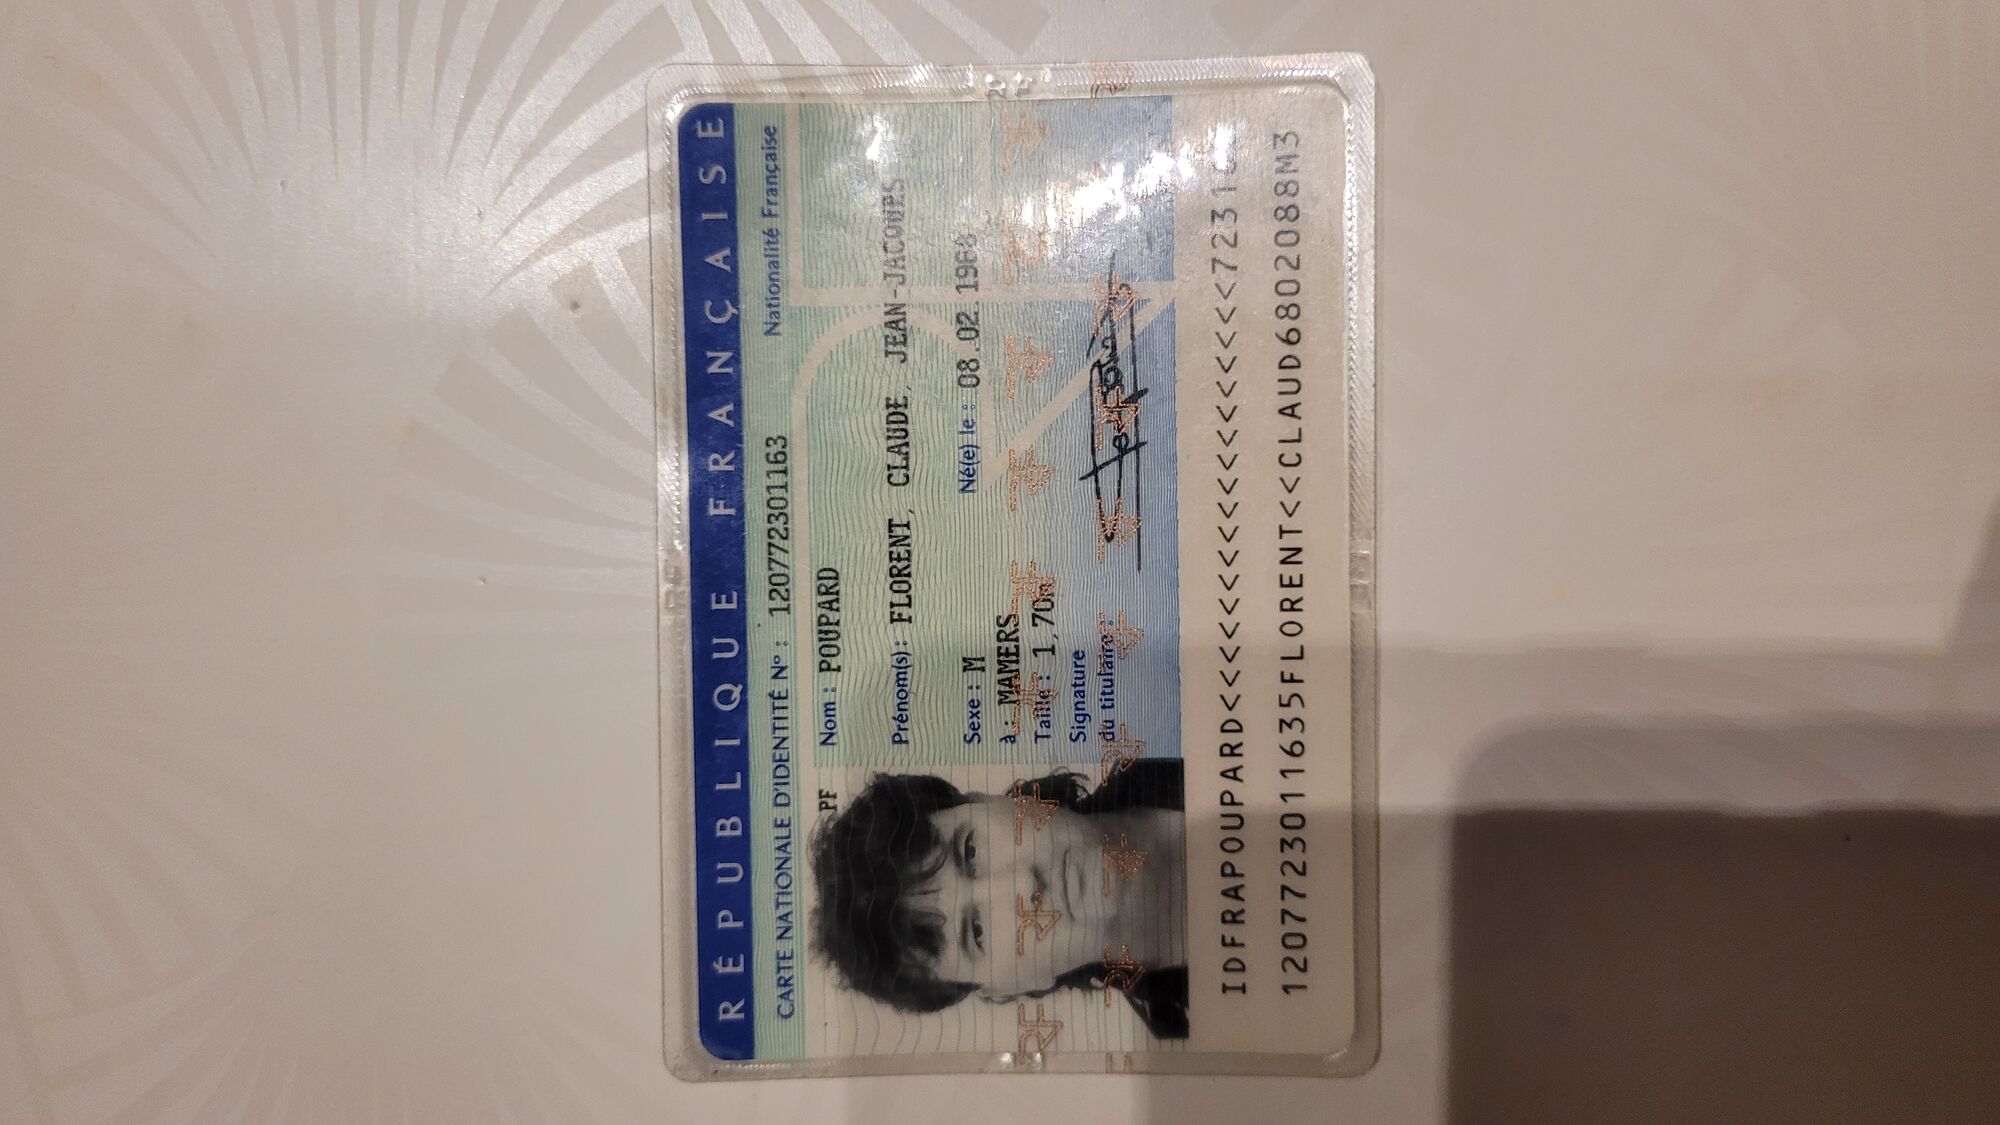 RÉPUBLIQUE FRANÇAISE
CARTE NATIONALE D'IDENTITÉ N° : 120772301163 Nationalité Française
PF
Nom : POUPARD
Prénom(s) : FLORENT, CLAUDE, JEAN-JACQUES
Sexe : M Né(e) le : 08.02.1968
à : MAMERS
Taille : 1,70m
Signature
du titulaire :
IDFRAPOUPARD<<<<<<<<<<<<<<<<<<7231
1207723011635FLORENT<<CLAUD6802088M3